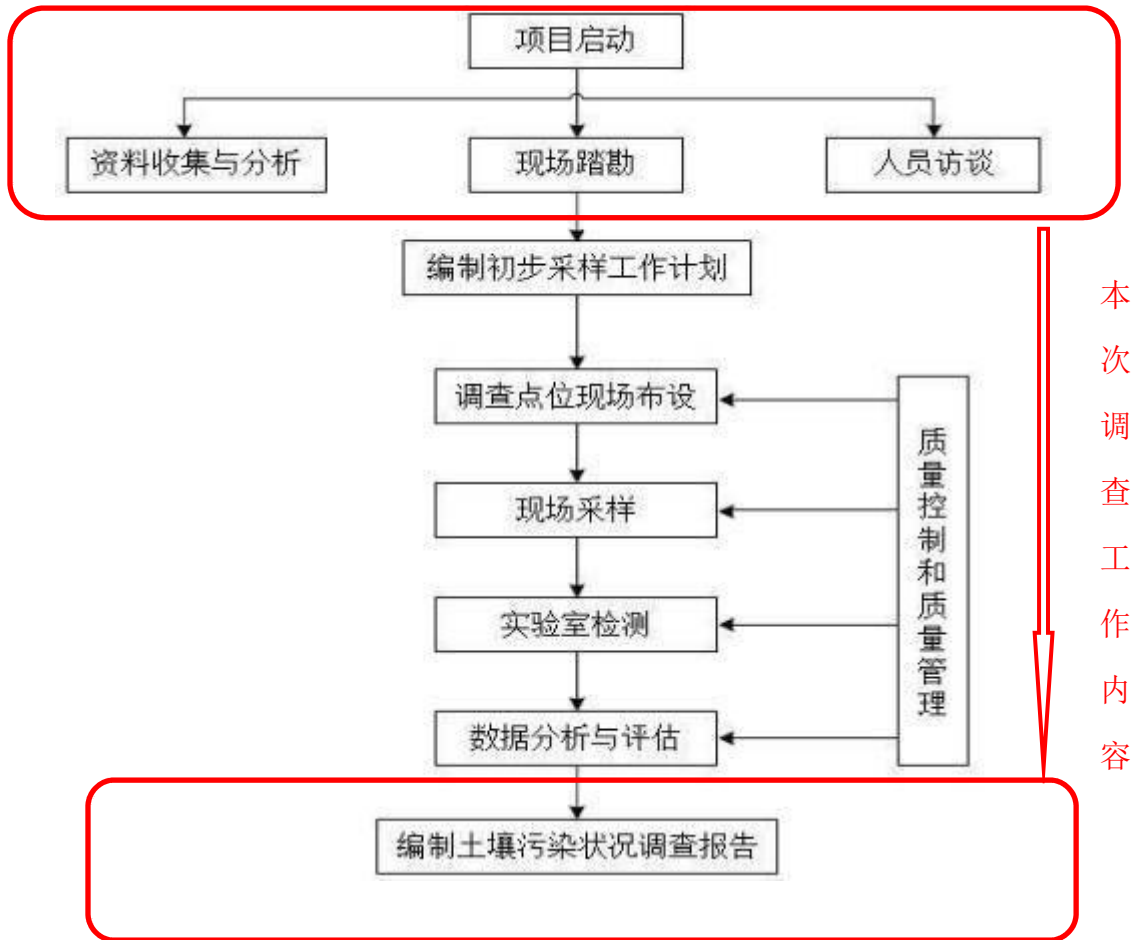 项目启动
资料收集与分析
现场踏勘
人员访谈
编制初步采样工作计划
调查点位现场布设
现场采样
实验室检测
数据分析与评估
质量控制和质量管理
编制土壤污染状况调查报告
本次调查工作内容